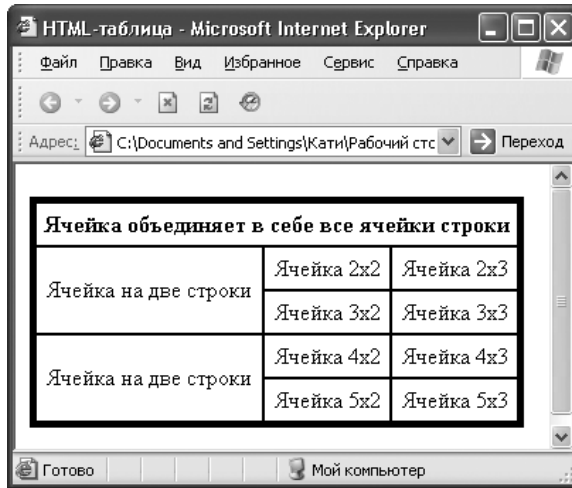 HTML-таблица - Microsoft Internet Explorer
Файл Правка Вид Избранное Сервис Справка
Адрес: C:\Documents and Settings\Кати\Рабочий стс Переход
Ячейка объединяет в себе все ячейки строки
Ячейка на две строки Ячейка 2x2 Ячейка 2x3
Ячейка 3x2 Ячейка 3x3
Ячейка на две строки Ячейка 4x2 Ячейка 4x3
Ячейка 5x2 Ячейка 5x3
Готово Мой компьютер